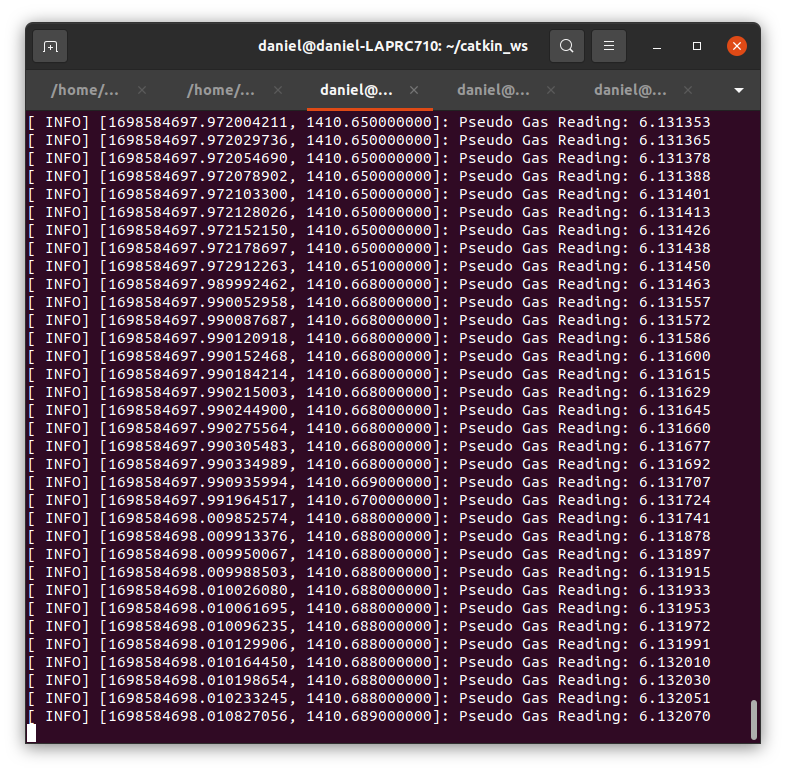 daniel@daniel-LAPRC710: ~/catkin_ws
/home/... × /home/... × daniel@... × daniel@... × daniel@... ×
[ INFO] [1698584697.972004211, 1410.650000000]: Pseudo Gas Reading: 6.131353
[ INFO] [1698584697.972029736, 1410.650000000]: Pseudo Gas Reading: 6.131365
[ INFO] [1698584697.972054690, 1410.650000000]: Pseudo Gas Reading: 6.131378
[ INFO] [1698584697.972078902, 1410.650000000]: Pseudo Gas Reading: 6.131388
[ INFO] [1698584697.972103300, 1410.650000000]: Pseudo Gas Reading: 6.131401
[ INFO] [1698584697.972128026, 1410.650000000]: Pseudo Gas Reading: 6.131413
[ INFO] [1698584697.972152150, 1410.650000000]: Pseudo Gas Reading: 6.131426
[ INFO] [1698584697.972178697, 1410.650000000]: Pseudo Gas Reading: 6.131438
[ INFO] [1698584697.972912263, 1410.651000000]: Pseudo Gas Reading: 6.131450
[ INFO] [1698584697.989992462, 1410.668000000]: Pseudo Gas Reading: 6.131463
[ INFO] [1698584697.990052958, 1410.668000000]: Pseudo Gas Reading: 6.131557
[ INFO] [1698584697.990087687, 1410.668000000]: Pseudo Gas Reading: 6.131572
[ INFO] [1698584697.990120918, 1410.668000000]: Pseudo Gas Reading: 6.131586
[ INFO] [1698584697.990152468, 1410.668000000]: Pseudo Gas Reading: 6.131600
[ INFO] [1698584697.990184214, 1410.668000000]: Pseudo Gas Reading: 6.131615
[ INFO] [1698584697.990215003, 1410.668000000]: Pseudo Gas Reading: 6.131629
[ INFO] [1698584697.990244900, 1410.668000000]: Pseudo Gas Reading: 6.131645
[ INFO] [1698584697.990275564, 1410.668000000]: Pseudo Gas Reading: 6.131660
[ INFO] [1698584697.990305483, 1410.668000000]: Pseudo Gas Reading: 6.131677
[ INFO] [1698584697.990334989, 1410.668000000]: Pseudo Gas Reading: 6.131692
[ INFO] [1698584697.990935994, 1410.669000000]: Pseudo Gas Reading: 6.131707
[ INFO] [1698584697.991964517, 1410.670000000]: Pseudo Gas Reading: 6.131724
[ INFO] [1698584698.009852574, 1410.688000000]: Pseudo Gas Reading: 6.131741
[ INFO] [1698584698.009913376, 1410.688000000]: Pseudo Gas Reading: 6.131878
[ INFO] [1698584698.009950067, 1410.688000000]: Pseudo Gas Reading: 6.131897
[ INFO] [1698584698.009988503, 1410.688000000]: Pseudo Gas Reading: 6.131915
[ INFO] [1698584698.010026080, 1410.688000000]: Pseudo Gas Reading: 6.131933
[ INFO] [1698584698.010061695, 1410.688000000]: Pseudo Gas Reading: 6.131953
[ INFO] [1698584698.010096235, 1410.688000000]: Pseudo Gas Reading: 6.131972
[ INFO] [1698584698.010129906, 1410.688000000]: Pseudo Gas Reading: 6.131991
[ INFO] [1698584698.010164450, 1410.688000000]: Pseudo Gas Reading: 6.132010
[ INFO] [1698584698.010198654, 1410.688000000]: Pseudo Gas Reading: 6.132030
[ INFO] [1698584698.010233245, 1410.688000000]: Pseudo Gas Reading: 6.132051
[ INFO] [1698584698.010827056, 1410.689000000]: Pseudo Gas Reading: 6.132070